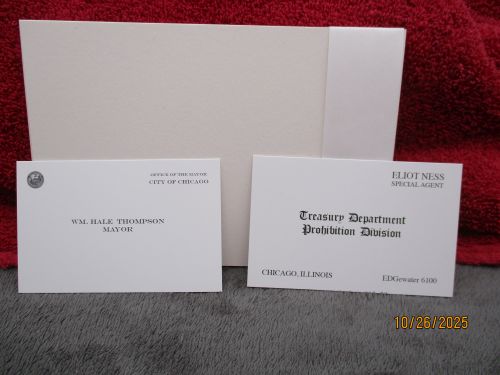 OFFICE OF THE MAYOR
CITY OF CHICAGO
WM. HALE THOMPSON
MAYOR
ELIOT NESS
SPECIAL AGENT
Treasury Department
Prohibition Division
CHICAGO, ILLINOIS
EDGewater 6100
10/26/2025